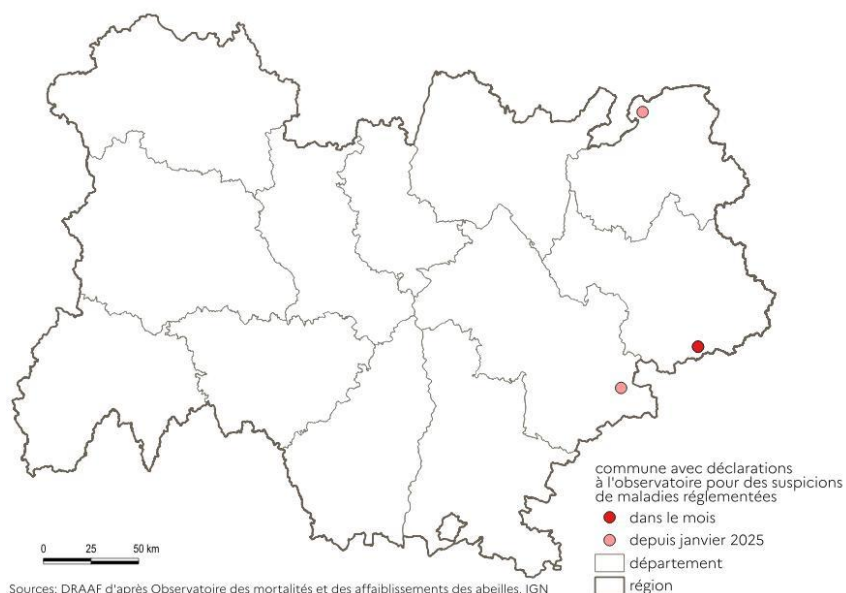 commune avec déclarations
à l'observatoire pour des suspicions
de maladies réglementées
dans le mois
depuis janvier 2025
département
région
0 25 50 km
Sources: DRAAF d'après Observatoire des mortalités et des affaiblissements des abeilles, IGN